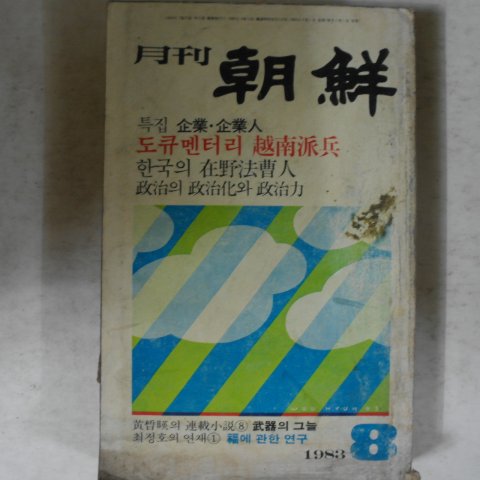 月刊 朝鮮
특집 企業·企業人
도큐멘터리 越南派兵
한국의 在野法曹人
政治의 政治化와 政治力
黃晳暎의 連載小説⑧ 武器의 그늘
최정호의 연재① 福에 관한 연구
1983 8